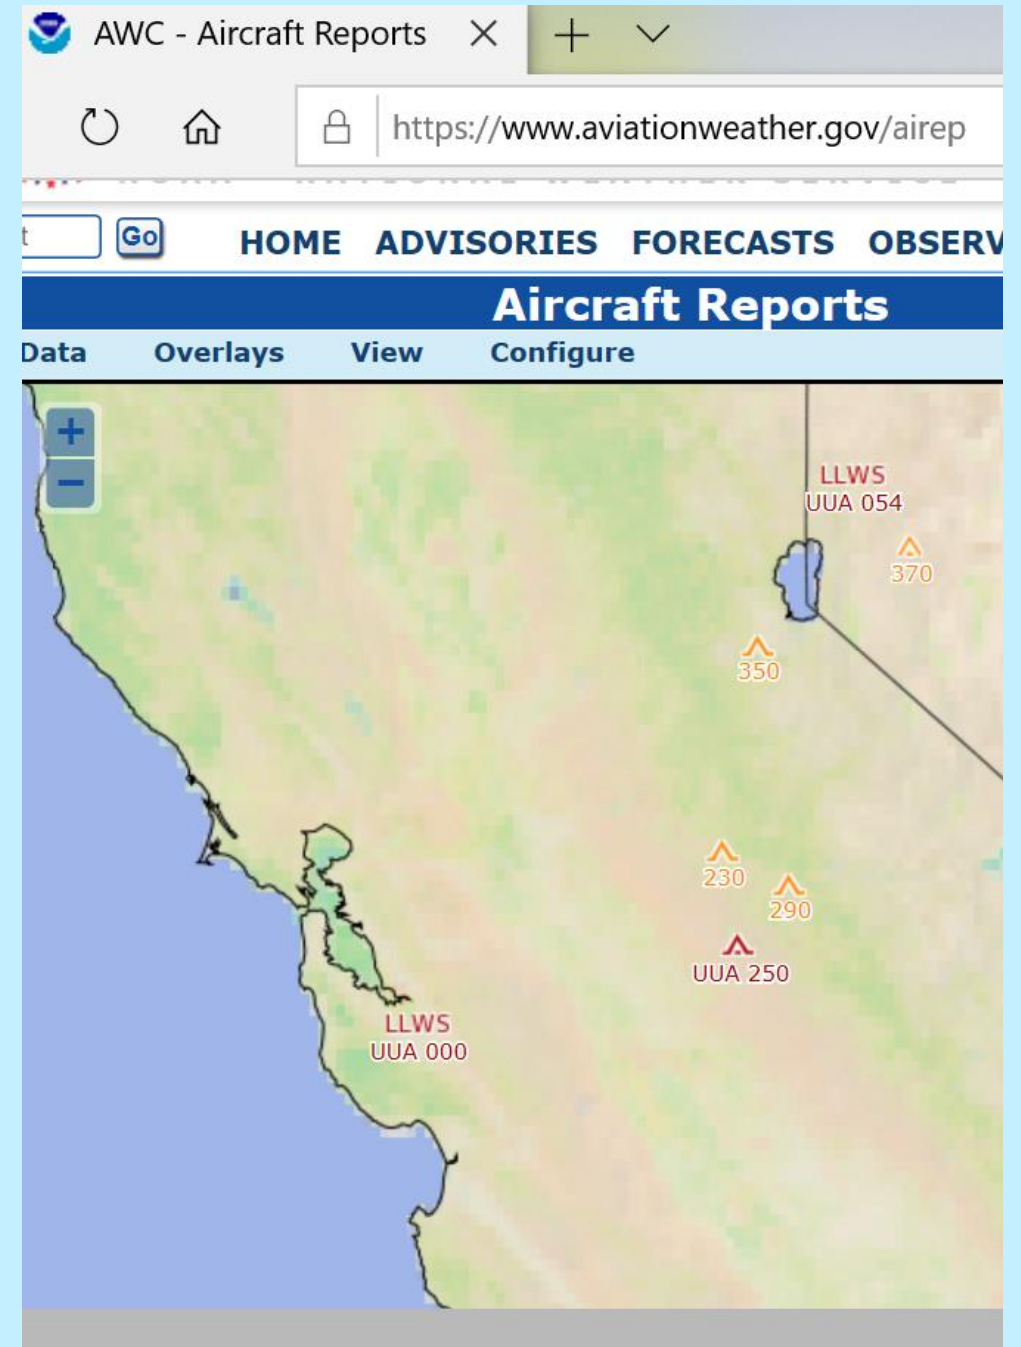 AWC - Aircraft Reports
https://www.aviationweather.gov/airep
t Go HOME ADVISORIES FORECASTS OBSERV
Aircraft Reports
Data Overlays View Configure
+
−
LLWS
UUA 054
370
350
230
290
UUA 250
LLWS
UUA 000